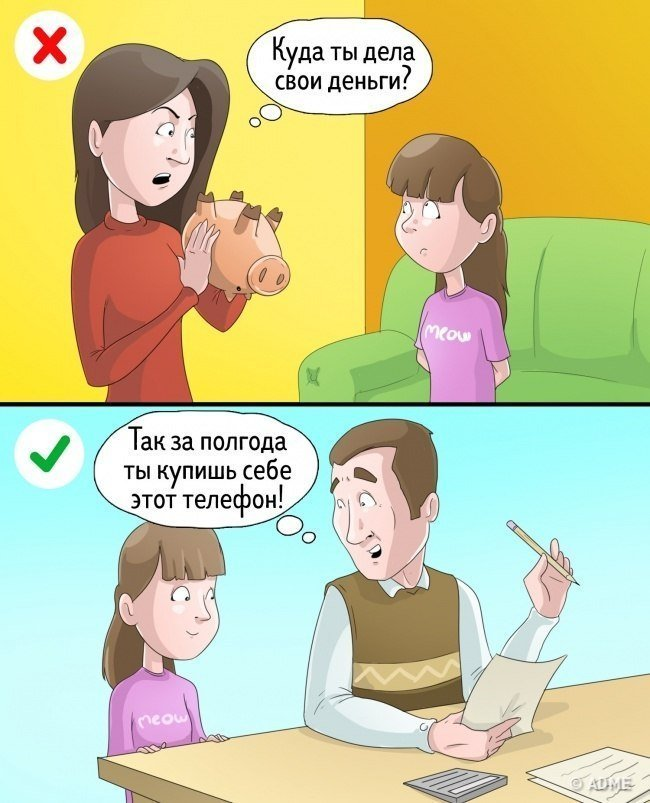 Куда ты дела
свои деньги?
meow
Так за полгода
ты купишь себе
этот телефон!
meow
© ADME